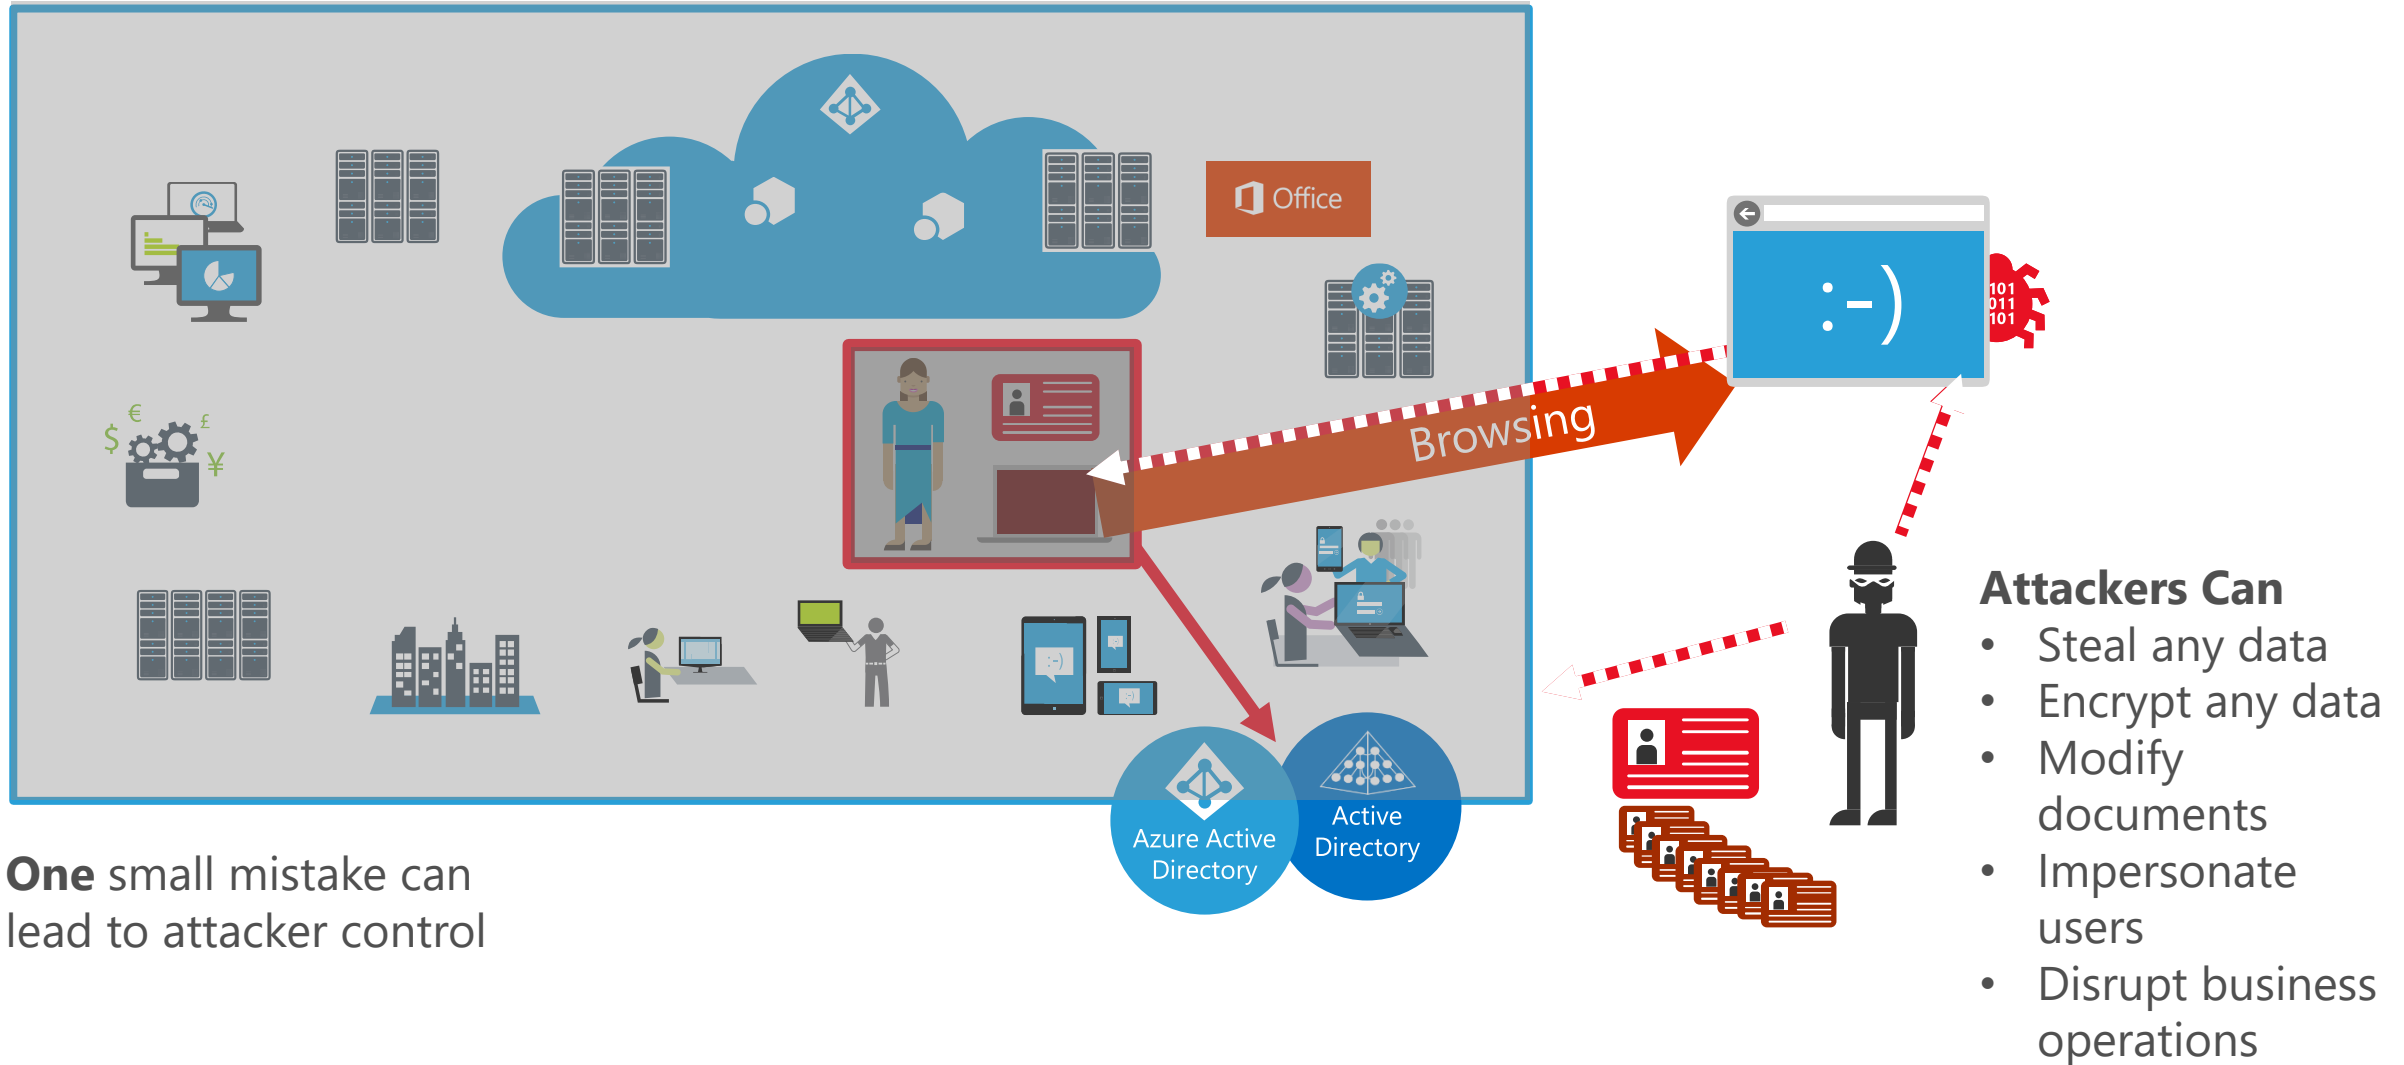 Office
:-)
101
011
101
Browsing
$ € £ ¥
:-)
:-)
Attackers Can
• Steal any data
• Encrypt any data
• Modify
documents
• Impersonate
users
• Disrupt business
operations
Azure Active
Directory
Active
Directory
One small mistake can
lead to attacker control